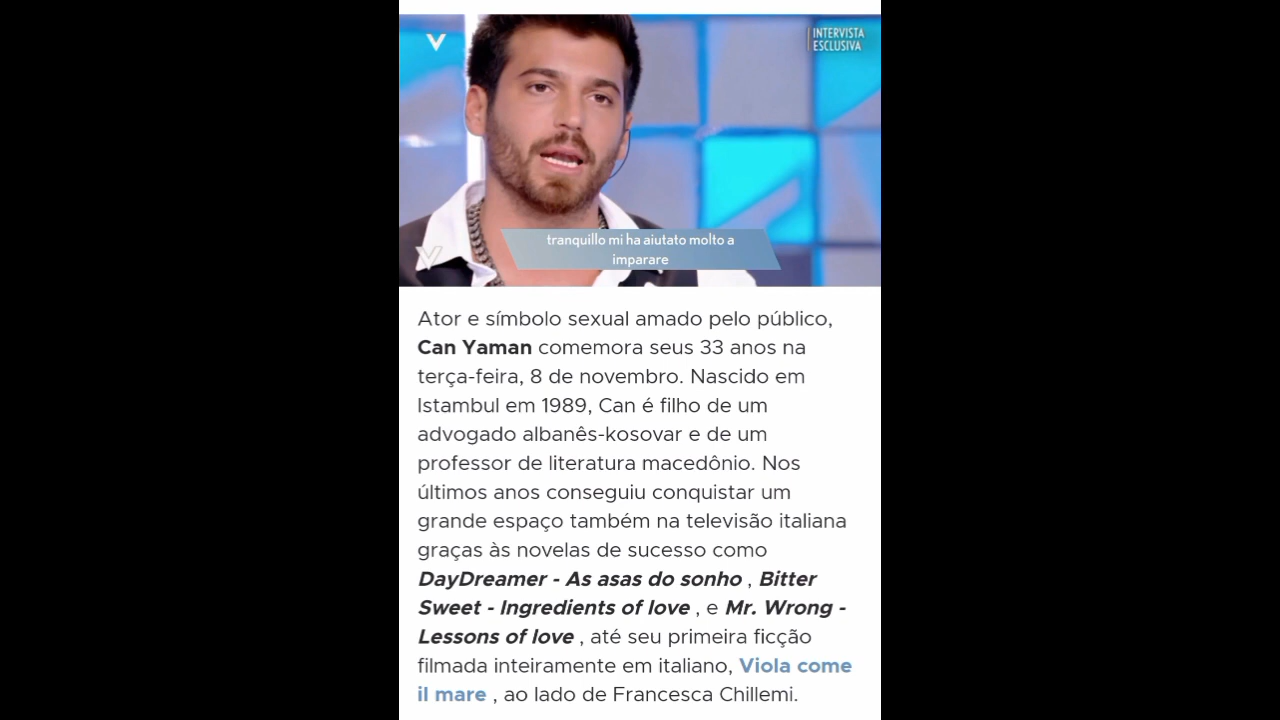 INTERVISTA
ESCLUSIVA
tranquillo mi ha aiutato molto a
imparare
Ator e símbolo sexual amado pelo público,
Can Yaman comemora seus 33 anos na
terça-feira, 8 de novembro. Nascido em
Istambul em 1989, Can é filho de um
advogado albanês-kosovar e de um
professor de literatura macedônio. Nos
últimos anos conseguiu conquistar um
grande espaço também na televisão italiana
graças às novelas de sucesso como
DayDreamer - As asas do sonho , Bitter
Sweet - Ingredients of love , e Mr. Wrong -
Lessons of love , até seu primeira ficção
filmada inteiramente em italiano, Viola come
il mare , ao lado de Francesca Chillemi.